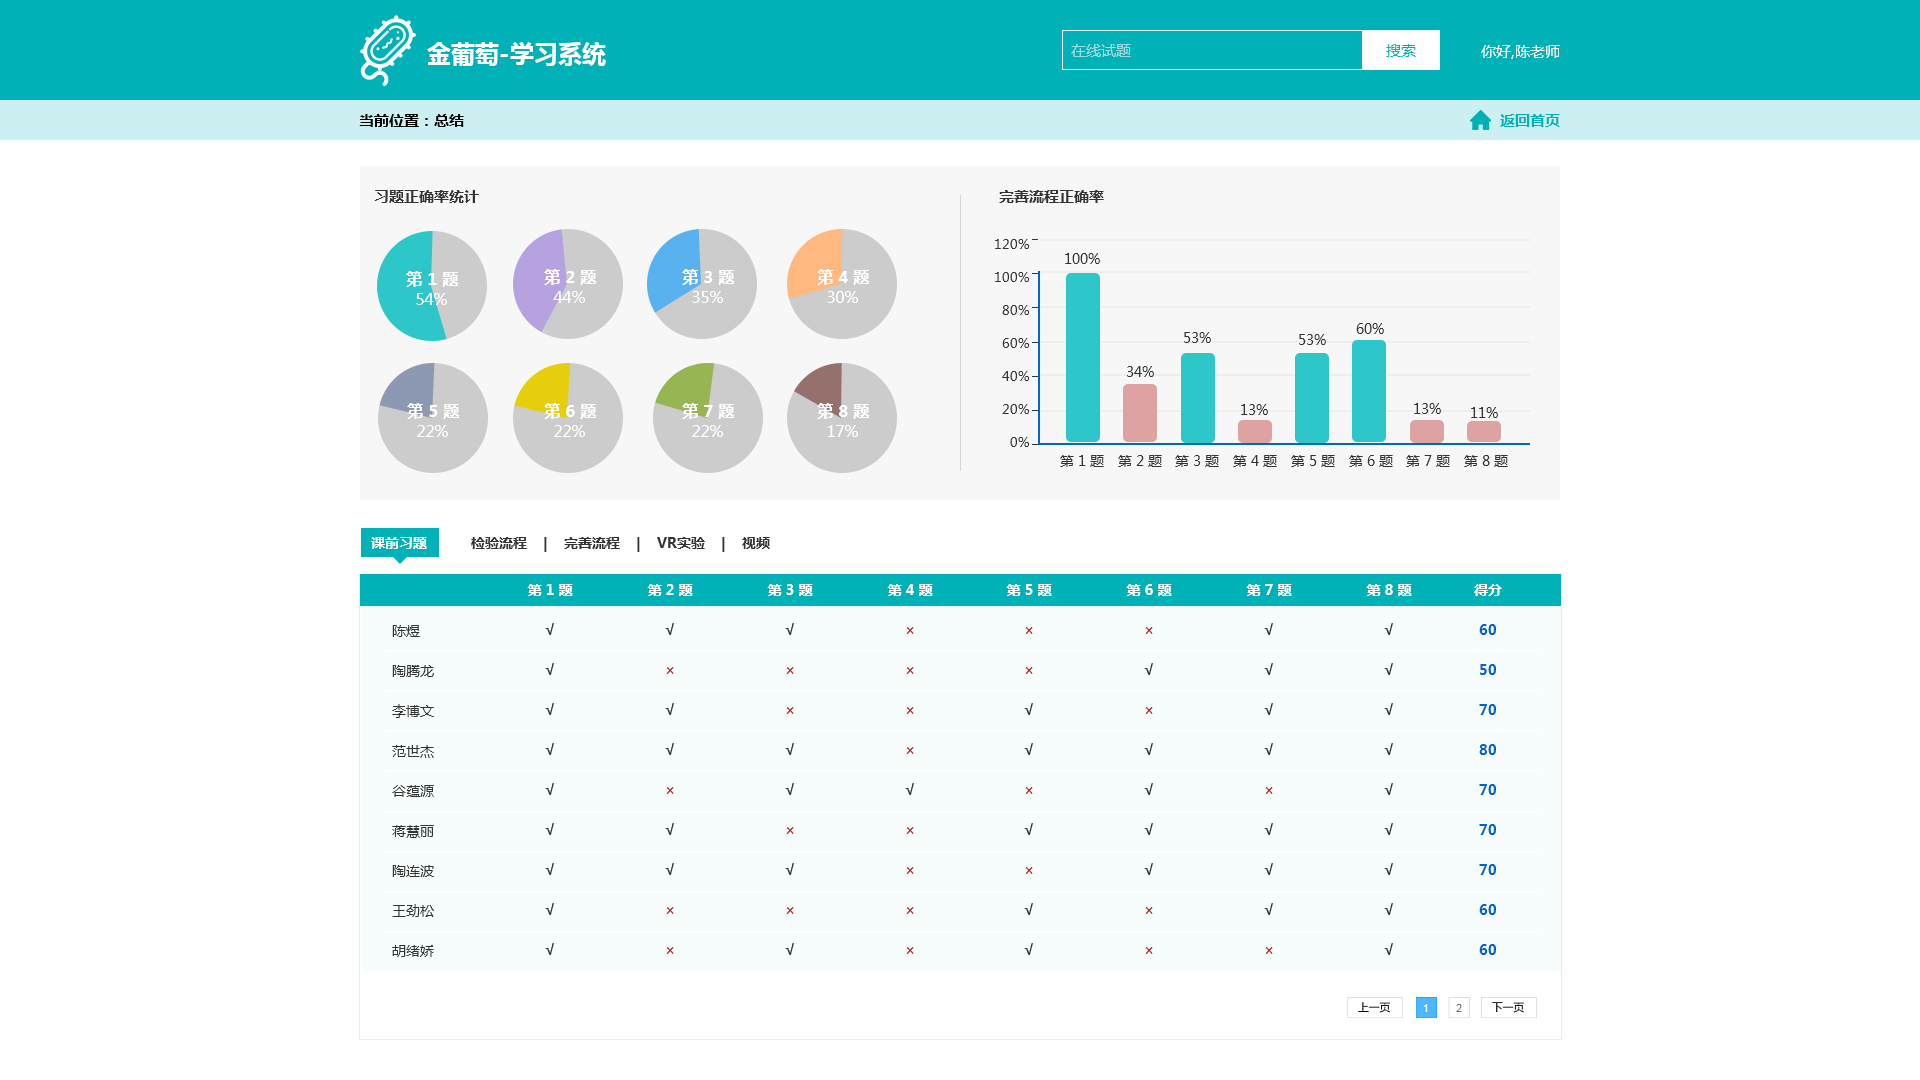 金葡萄-学习系统
在线试题 搜索 你好,陈老师
当前位置：总结 返回首页
习题正确率统计
第 1 题 第 2 题 第 3 题 第 4 题
54% 44% 35% 30%
第 5 题 第 6 题 第 7 题 第 8 题
22% 22% 22% 17%
完善流程正确率
120%
100%
80%
60%
40%
20%
0%
100% 34% 53% 13% 53% 60% 13% 11%
第 1 题 第 2 题 第 3 题 第 4 题 第 5 题 第 6 题 第 7 题 第 8 题
课前习题 检验流程 | 完善流程 | VR实验 | 视频
第 1 题 第 2 题 第 3 题 第 4 题 第 5 题 第 6 题 第 7 题 第 8 题 得分
陈煜 √ √ √ × × × √ √ 60
陶腾龙 √ × × × × √ √ √ 50
李博文 √ √ × × √ × √ √ 70
范世杰 √ √ √ × √ √ √ √ 80
谷蕴源 √ × √ √ × √ × √ 70
蒋慧丽 √ √ × × √ √ √ √ 70
陶连波 √ √ √ × × √ √ √ 70
王劲松 √ × × × √ × √ √ 60
胡绪娇 √ × √ × √ × × √ 60
上一页 1 2 下一页